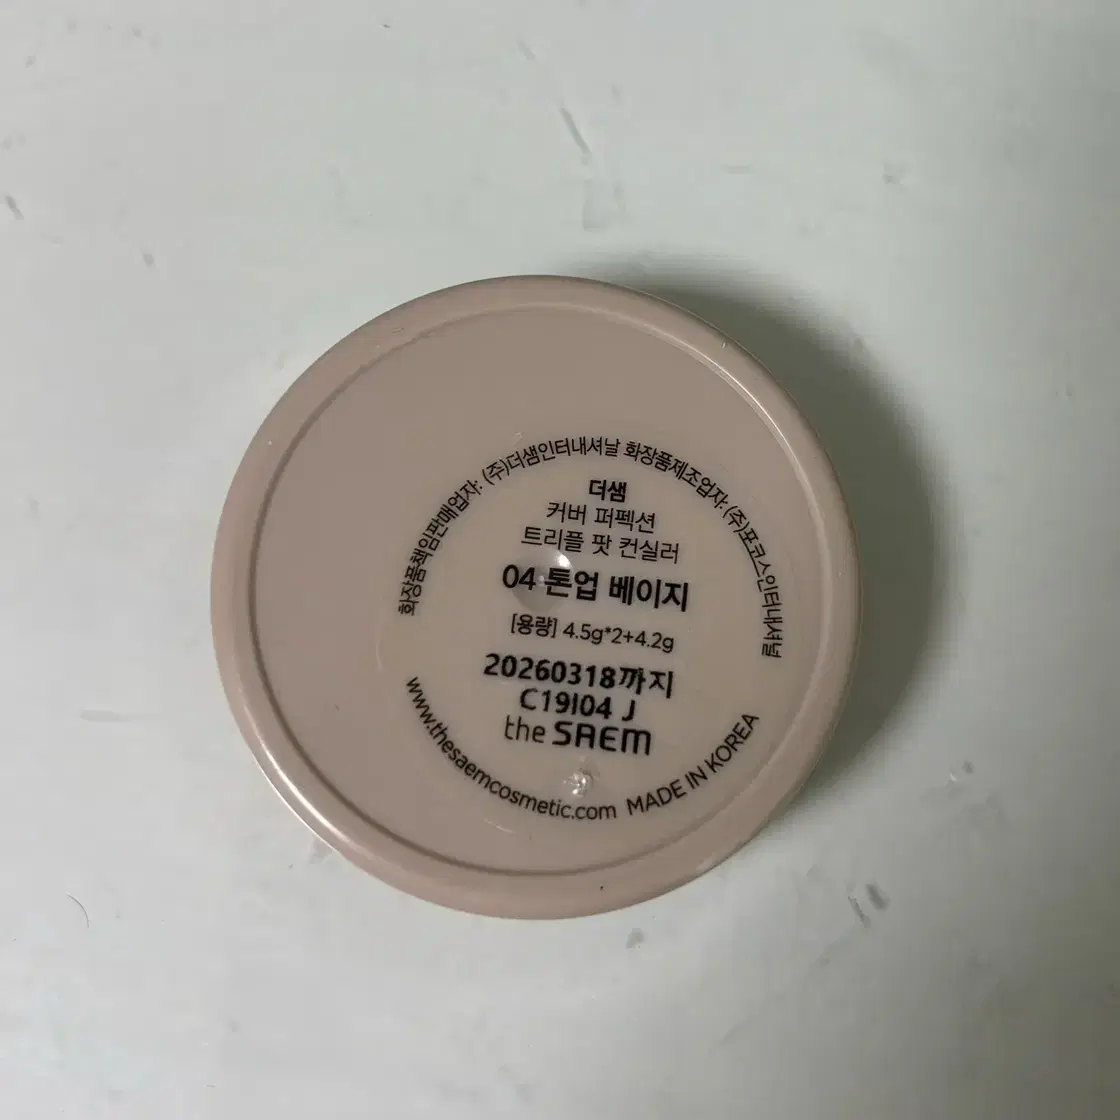 화장품책임판매업자: (주)더샘인터내셔날 화장품제조업자: (주)포코스인터내셔널
더샘
커버 퍼펙션
트리플 팟 컨실러
04 톤업 베이지
[용량] 4.5g*2+4.2g
20260318까지
C19I04 J
the SAEM
www.thesaemcosmetic.com MADE IN KOREA